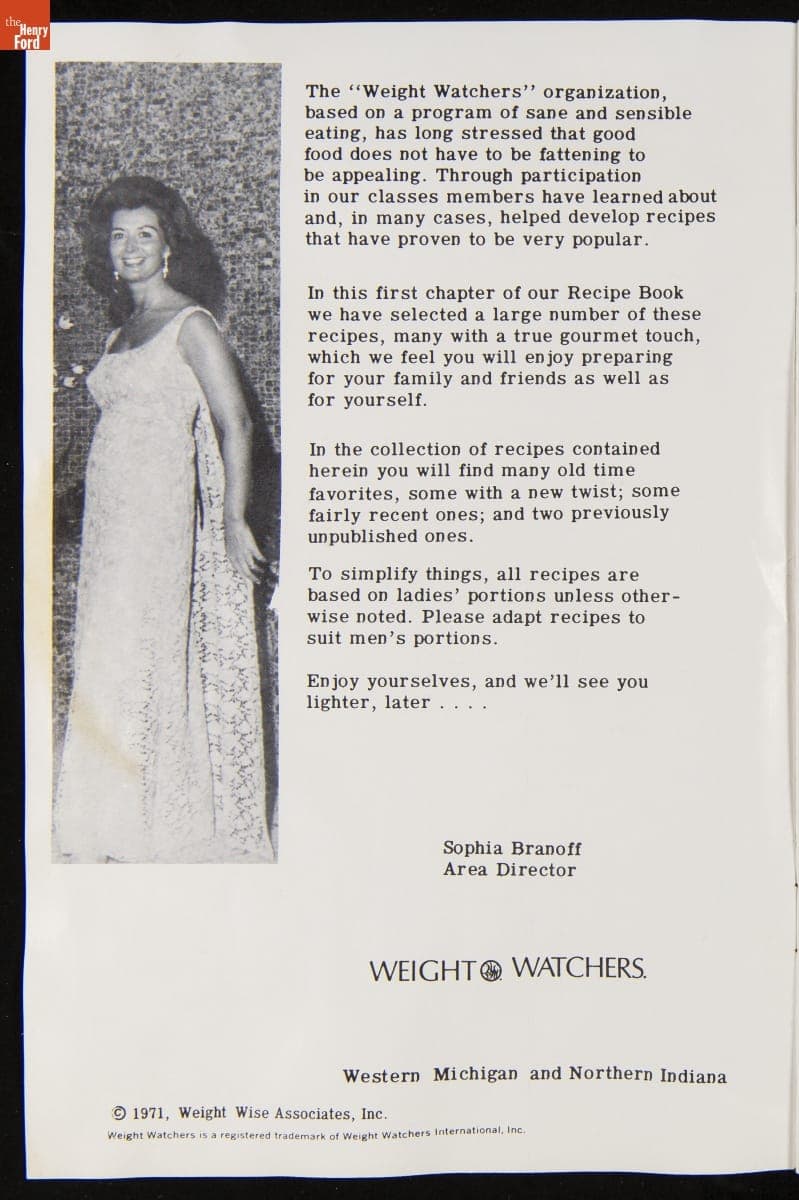 the
Henry
Ford
The "Weight Watchers" organization,
based on a program of sane and sensible
eating, has long stressed that good
food does not have to be fattening to
be appealing. Through participation
in our classes members have learned about
and, in many cases, helped develop recipes
that have proven to be very popular.
In this first chapter of our Recipe Book
we have selected a large number of these
recipes, many with a true gourmet touch,
which we feel you will enjoy preparing
for your family and friends as well as
for yourself.
In the collection of recipes contained
herein you will find many old time
favorites, some with a new twist; some
fairly recent ones; and two previously
unpublished ones.
To simplify things, all recipes are
based on ladies' portions unless other-
wise noted. Please adapt recipes to
suit men's portions.
Enjoy yourselves, and we'll see you
lighter, later . . . .
Sophia Branoff
Area Director
WEIGHT WATCHERS.
Western Michigan and Northern Indiana
© 1971, Weight Wise Associates, Inc.
Weight Watchers is a registered trademark of Weight Watchers International, Inc.